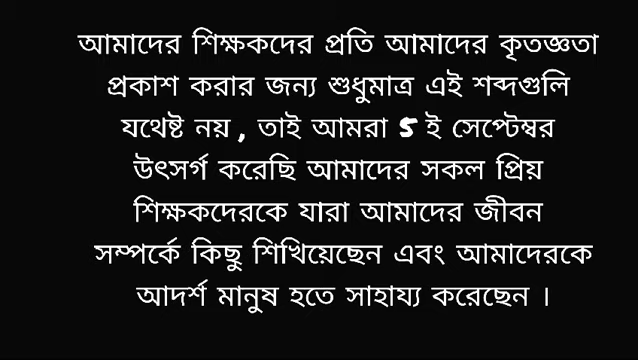 আমাদের শিক্ষকদের প্রতি আমাদের কৃতজ্ঞতা
প্রকাশ করার জন্য শুধুমাত্র এই শব্দগুলি
যথেষ্ট নয় , তাই আমরা 5 ই সেপ্টেম্বর
উৎসর্গ করেছি আমাদের সকল প্রিয়
শিক্ষকদেরকে যারা আমাদের জীবন
সম্পর্কে কিছু শিখিয়েছেন এবং আমাদেরকে
আদর্শ মানুষ হতে সাহায্য করেছেন ।